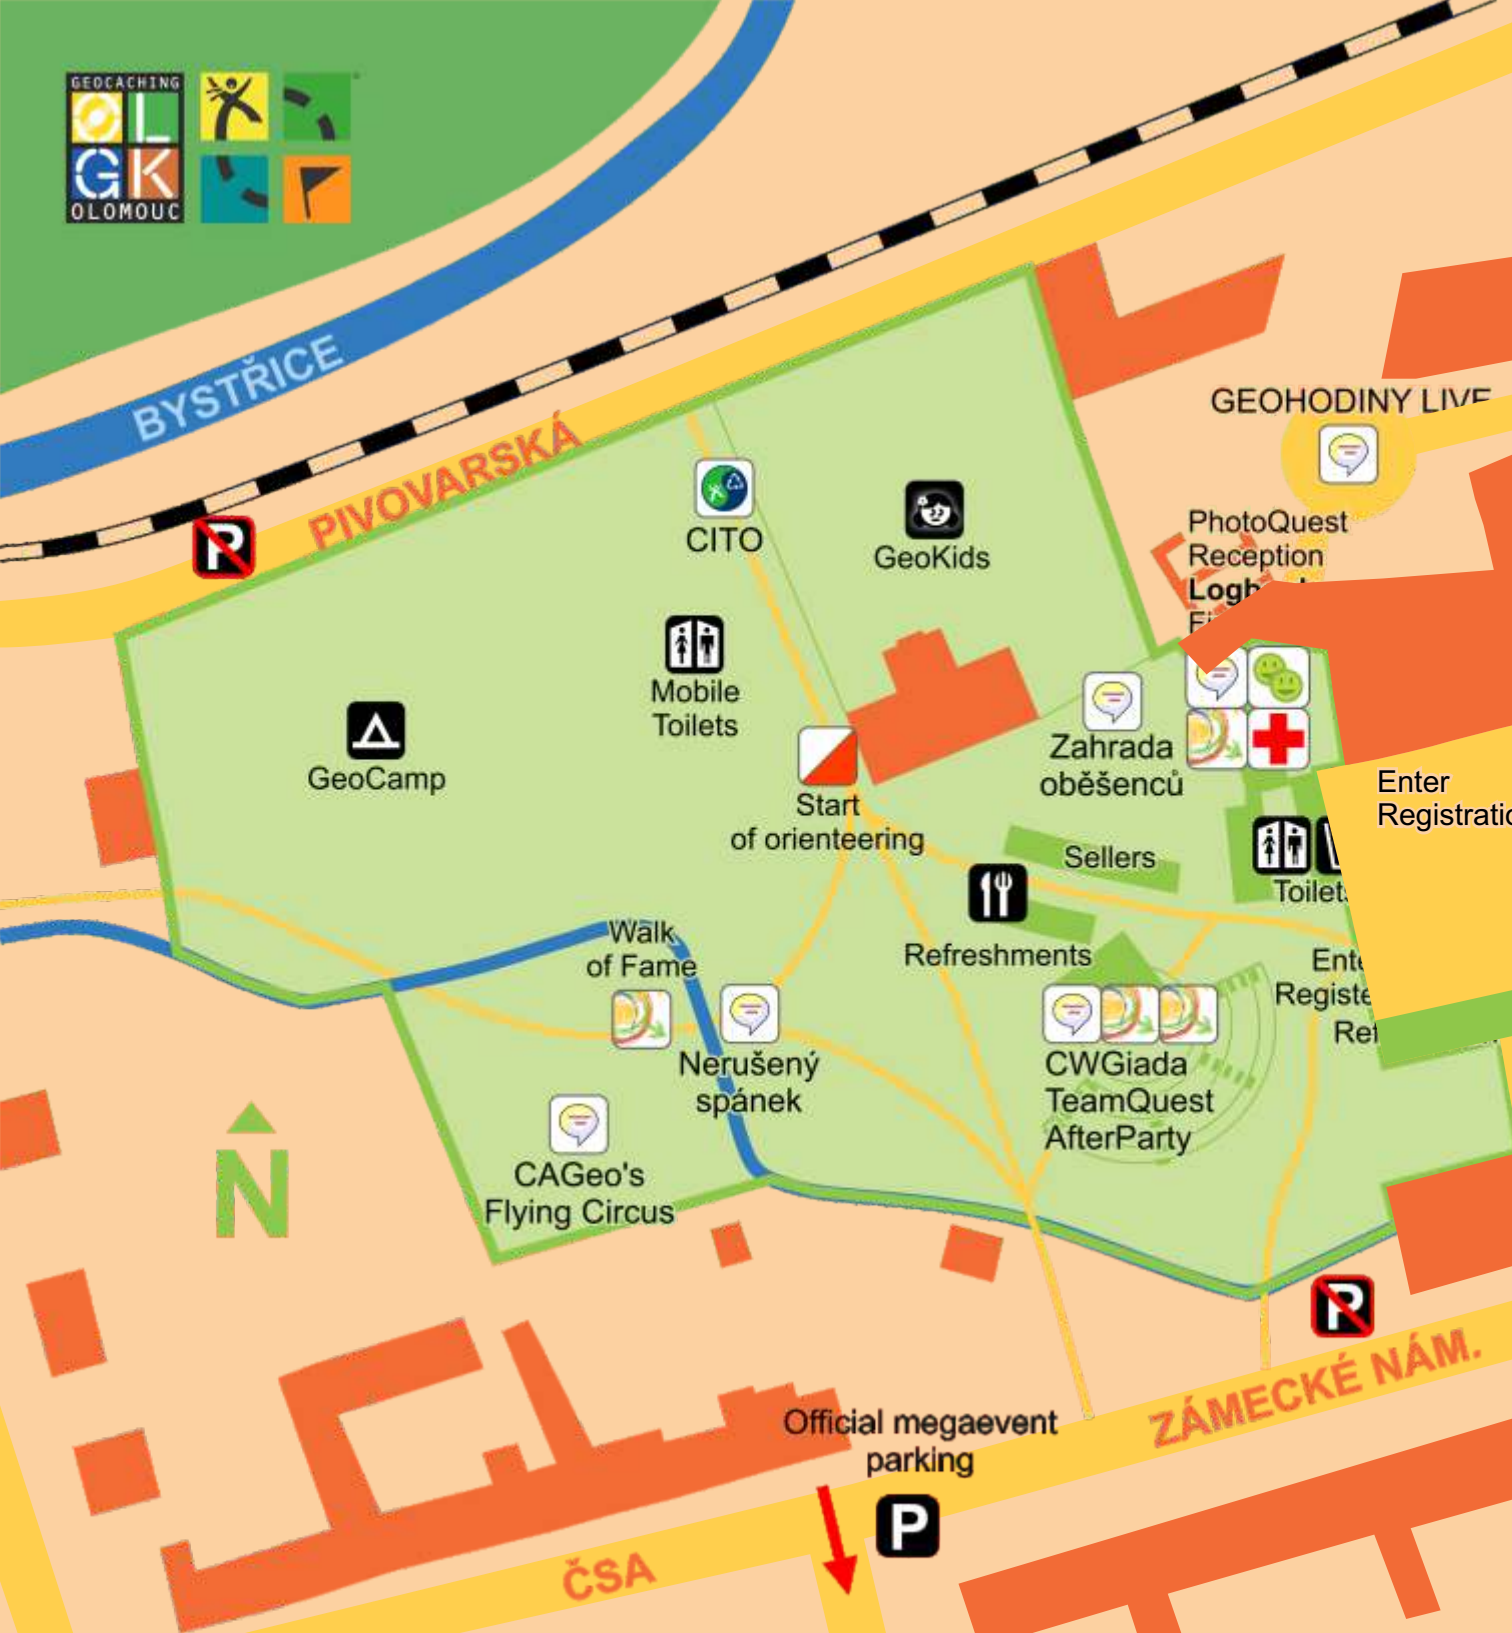 GEOCACHING
OL
GK
OLOMOUC
BYSTŘICE
PIVOVARSKÁ
P
GEOHODINY LIVE
CITO
GeoKids
PhotoQuest
Reception
Mobile
Toilets
GeoCamp
Zahrada
oběšenců
Start
of orienteering
Enter
Sellers
Toilets
Walk
of Fame
Refreshments
Nerušený
spánek
CWGiada
TeamQuest
AfterParty
CAGeo's
Flying Circus
N
P
ZÁMECKÉ NÁM.
Official megaevent
parking
P
ČSA